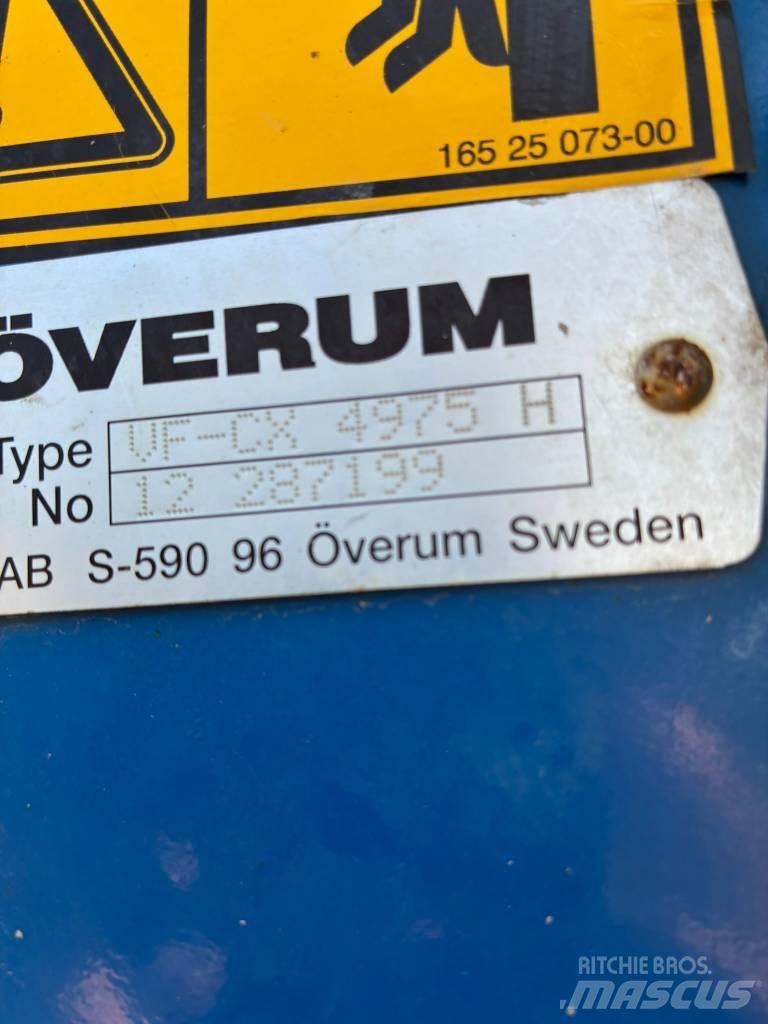 165 25 073-00
ÖVERUM
Type VF-CX 4975 H
No 12 287199
AB S-590 96 Överum Sweden
RITCHIE BROS.
MASCUS